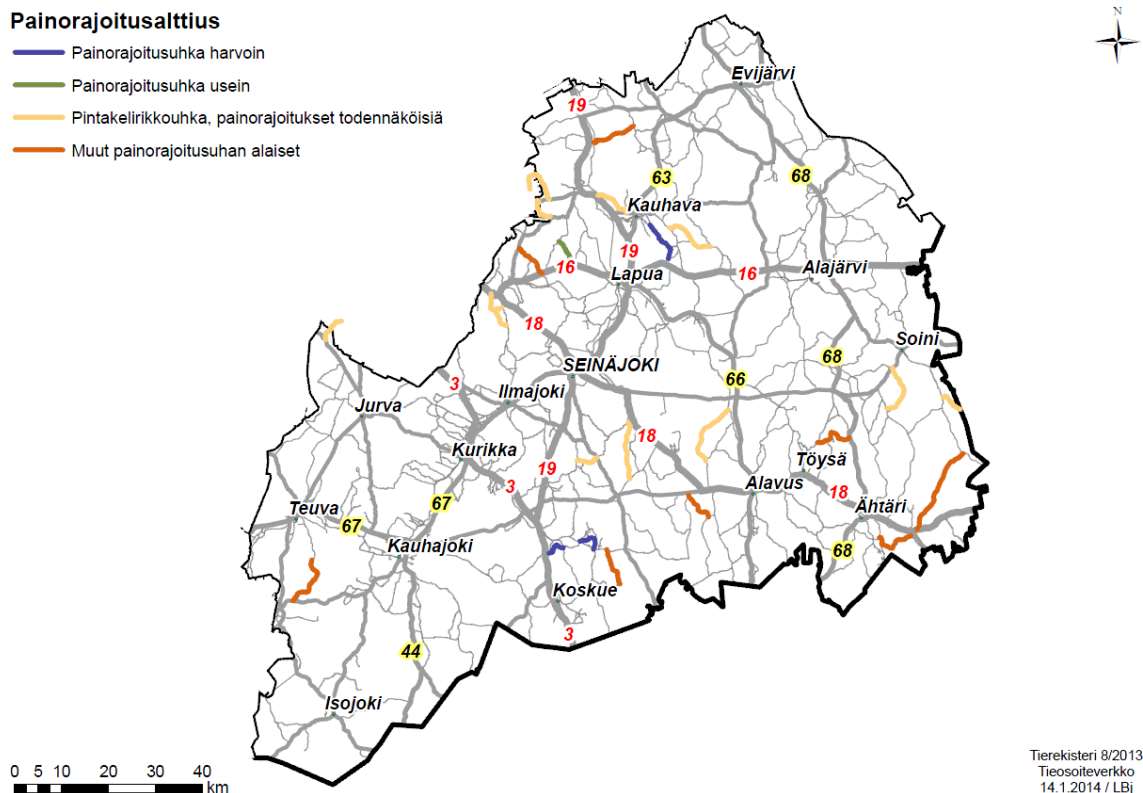 Painorajoitusalttius
Painorajoitusuhka harvoin
Painorajoitusuhka usein
Pintakelirikkouhka, painorajoitukset todennäköisiä
Muut painorajoitusuhan alaiset
N
Evijärvi
19
63
68
Kauhava
19
16
Lapua
16
Alajärvi
18
Soini
68
SEINÄJOKI
66
3
Ilmajoki
Jurva
18
Kurikka
19
Töysä
3
Alavus
18
Teuva
67
67
Ähtäri
Kauhajoki
68
Koskue
3
44
Isojoki
0 5 10 20 30 40
km
Tierekisteri 8/2013
Tieosoiteverkko
14.1.2014 / LBj